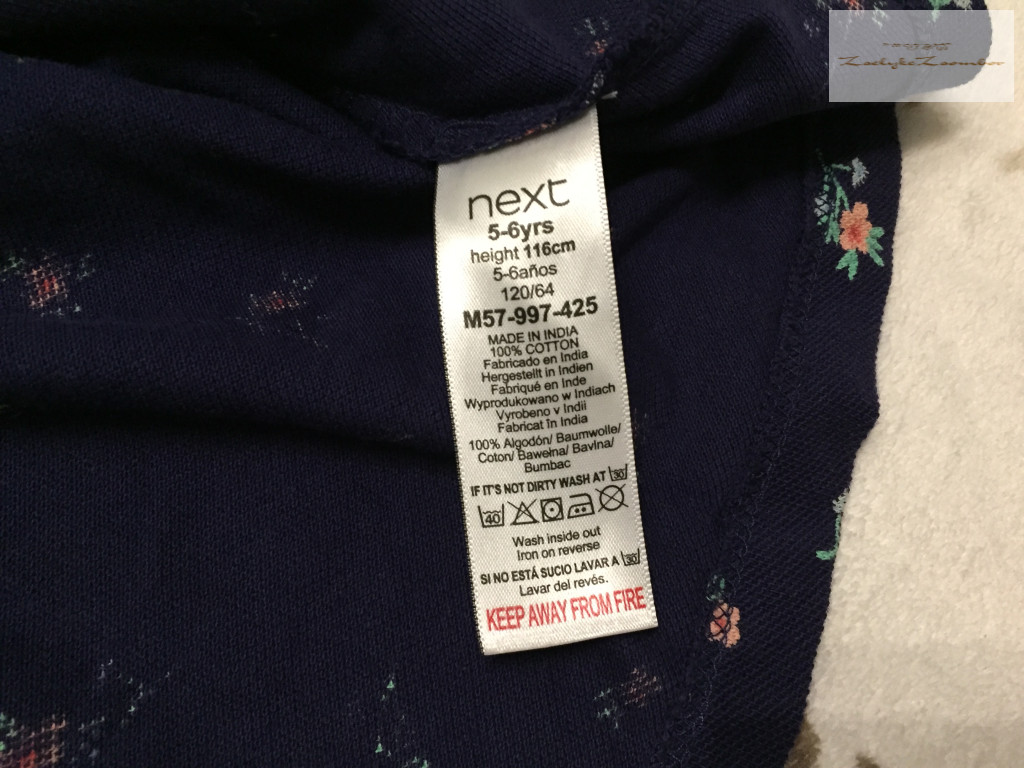 next
5-6yrs
height 116cm
5-6años
120/64
M57-997-425
MADE IN INDIA
100% COTTON
Fabricado en India
Hergestellt in Indien
Fabriqué en Inde
Wyprodukowano w Indiach
Vyrobeno v Indii
Fabricat în India
100% Algodón/ Baumwolle/
Coton/ Bawełna/ Bavlna/
Bumbac
IF IT'S NOT DIRTY WASH AT 30
40
Wash inside out
Iron on reverse
SI NO ESTÁ SUCIO LAVAR A 30
Lavar del revés.
KEEP AWAY FROM FIRE